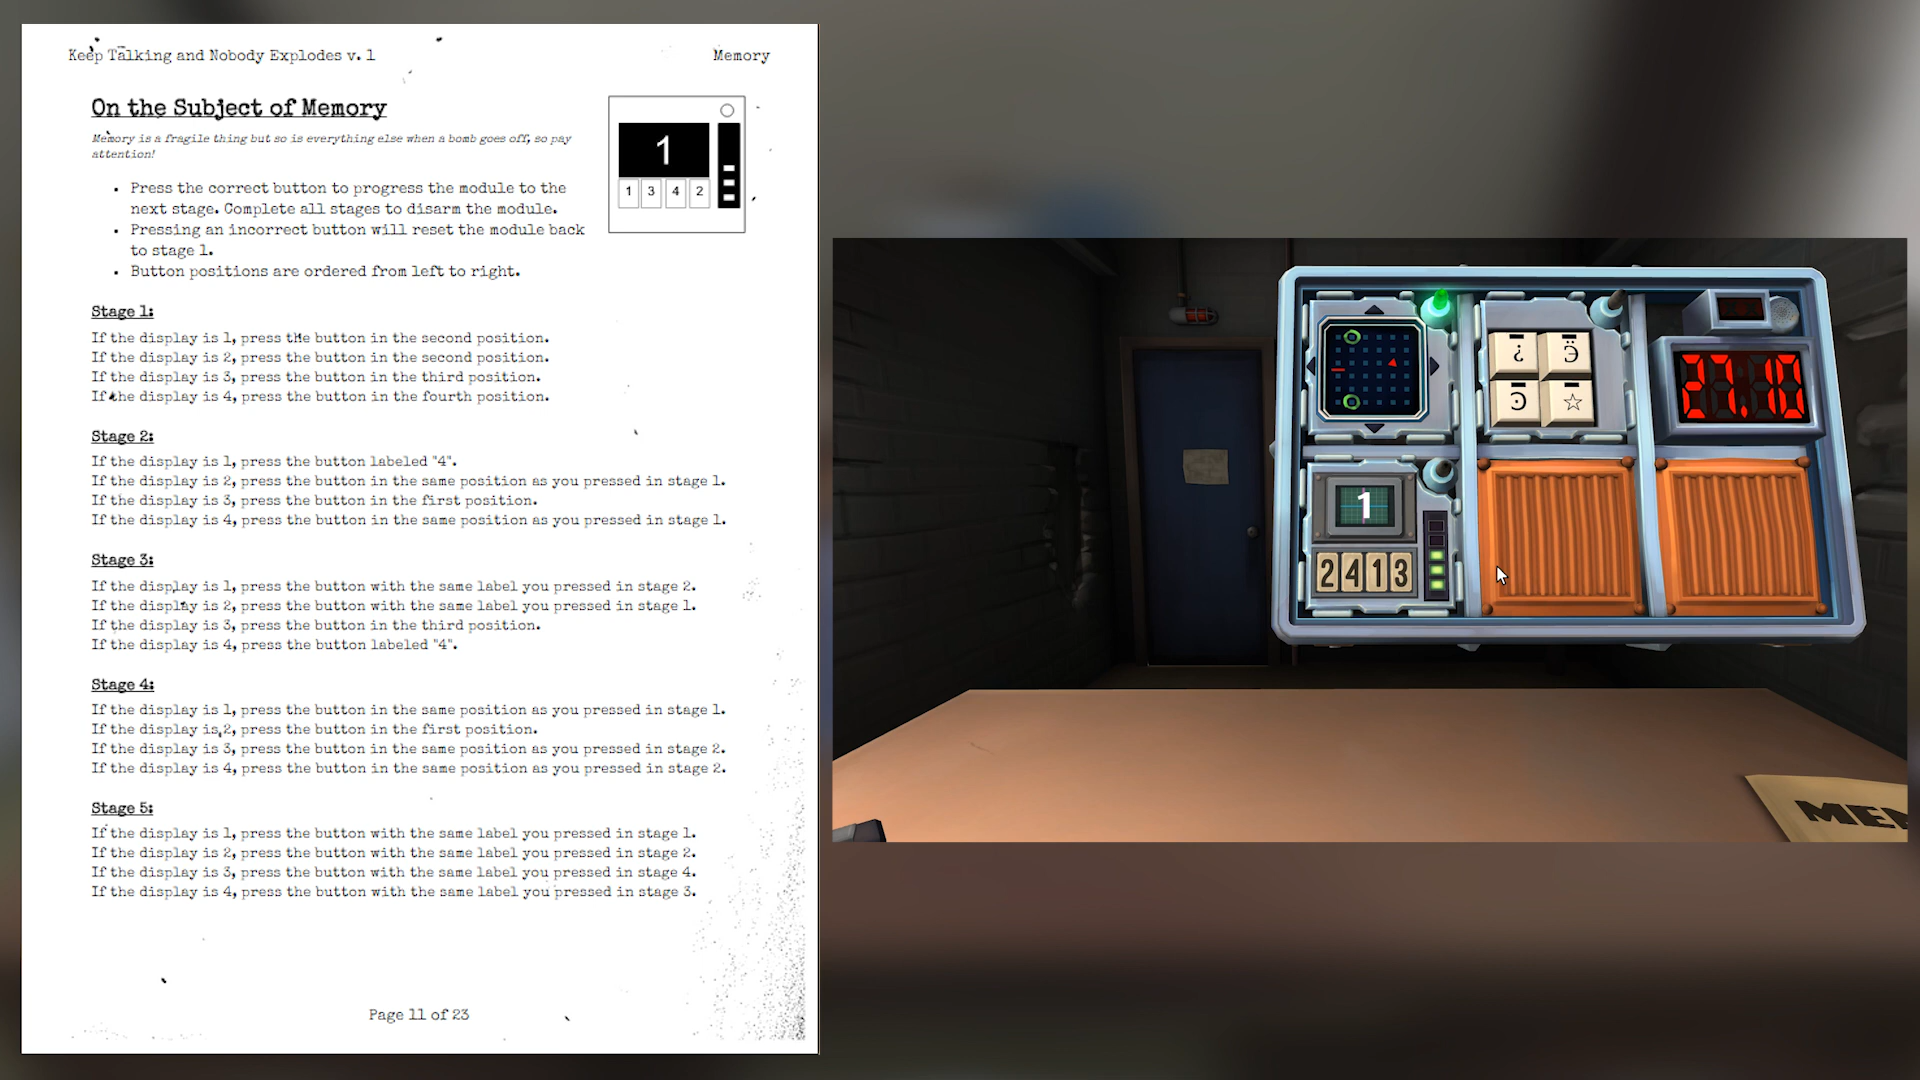 Keep Talking and Nobody Explodes v. 1
Memory
On the Subject of Memory
Memory is a fragile thing but so is everything else when a bomb goes off, so pay
attention!
1
1 3 4 2
• Press the correct button to progress the module to the
next stage. Complete all stages to disarm the module.
• Pressing an incorrect button will reset the module back
to stage 1.
• Button positions are ordered from left to right.
Stage 1:
If the display is 1, press the button in the second position.
If the display is 2, press the button in the second position.
If the display is 3, press the button in the third position.
If the display is 4, press the button in the fourth position.
Stage 2:
If the display is 1, press the button labeled "4".
If the display is 2, press the button in the same position as you pressed in stage 1.
If the display is 3, press the button in the first position.
If the display is 4, press the button in the same position as you pressed in stage 1.
Stage 3:
If the display is 1, press the button with the same label you pressed in stage 2.
If the display is 2, press the button with the same label you pressed in stage 1.
If the display is 3, press the button in the third position.
If the display is 4, press the button labeled "4".
Stage 4:
If the display is 1, press the button in the same position as you pressed in stage 1.
If the display is 2, press the button in the first position.
If the display is 3, press the button in the same position as you pressed in stage 2.
If the display is 4, press the button in the same position as you pressed in stage 2.
Stage 5:
If the display is 1, press the button with the same label you pressed in stage 1.
If the display is 2, press the button with the same label you pressed in stage 2.
If the display is 3, press the button with the same label you pressed in stage 4.
If the display is 4, press the button with the same label you pressed in stage 3.
Page 11 of 23
¿ Ӭ
☆
21.10
1
2 4 1 3